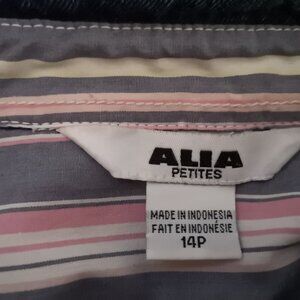 ALIA
PETITES
MADE IN INDONESIA
FAIT EN INDONÉSIE
14P